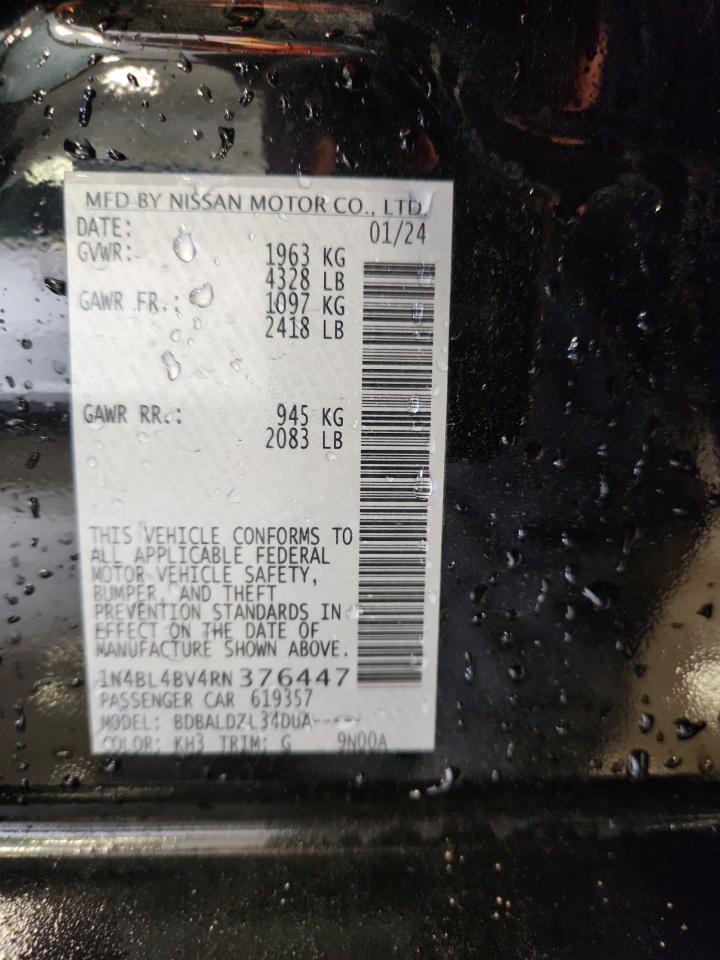 MFD BY NISSAN MOTOR CO., LTD.
DATE: 01/24
GVWR: 1963 KG
4328 LB
GAWR FR.: 1097 KG
2418 LB
GAWR RR.: 945 KG
2083 LB
THIS VEHICLE CONFORMS TO
ALL APPLICABLE FEDERAL
MOTOR VEHICLE SAFETY,
BUMPER, AND THEFT
PREVENTION STANDARDS IN
EFFECT ON THE DATE OF
MANUFACTURE SHOWN ABOVE.
1N4BL4BV4RN376447
PASSENGER CAR 619357
MODEL: BDBALDZ-L34DUA-----
COLOR: KH3 TRIM: G 9N00A